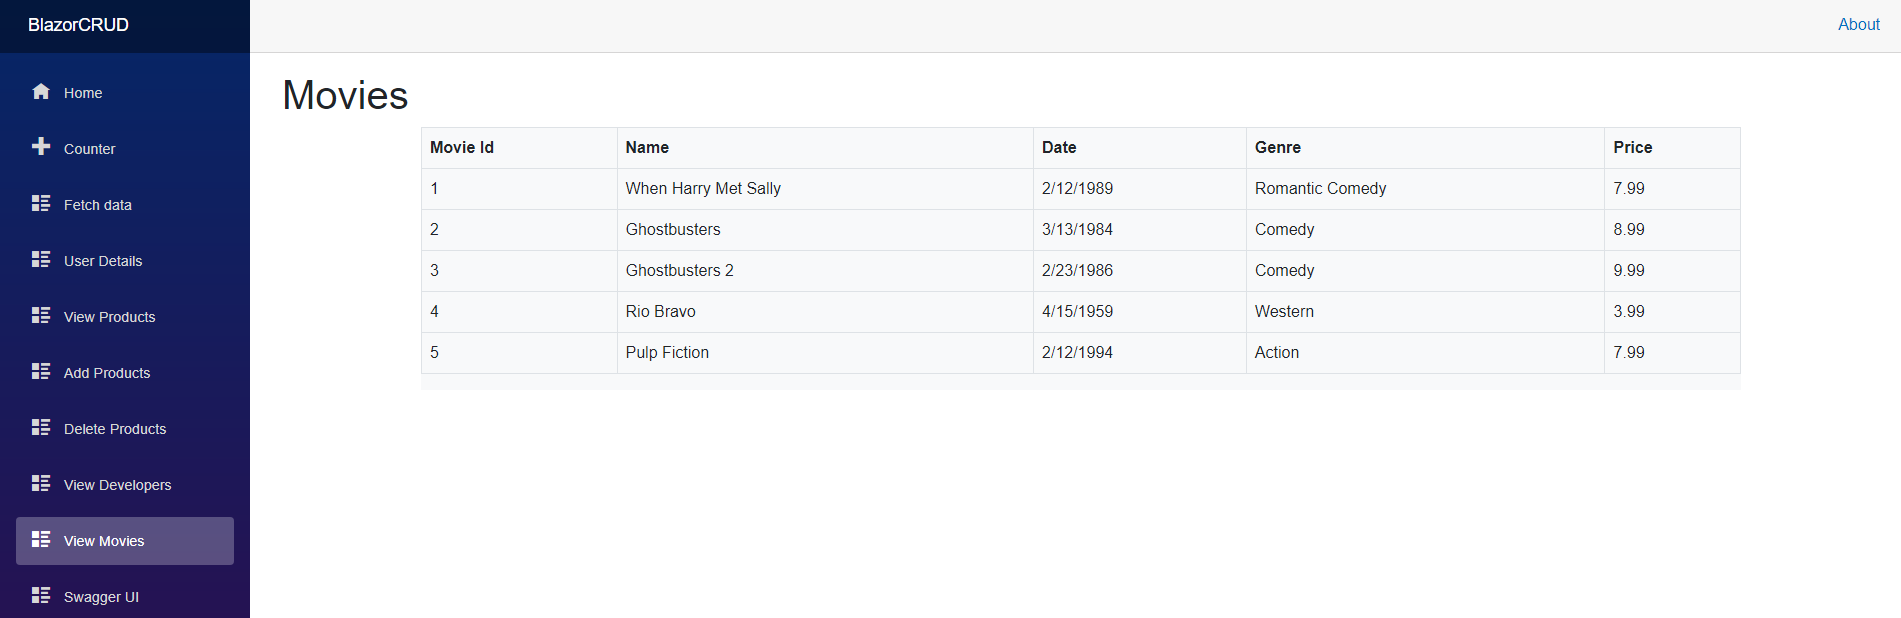 BlazorCRUD
About
Home
Counter
Fetch data
User Details
View Products
Add Products
Delete Products
View Developers
View Movies
Swagger UI
Movies
Movie Id Name Date Genre Price
1 When Harry Met Sally 2/12/1989 Romantic Comedy 7.99
2 Ghostbusters 3/13/1984 Comedy 8.99
3 Ghostbusters 2 2/23/1986 Comedy 9.99
4 Rio Bravo 4/15/1959 Western 3.99
5 Pulp Fiction 2/12/1994 Action 7.99